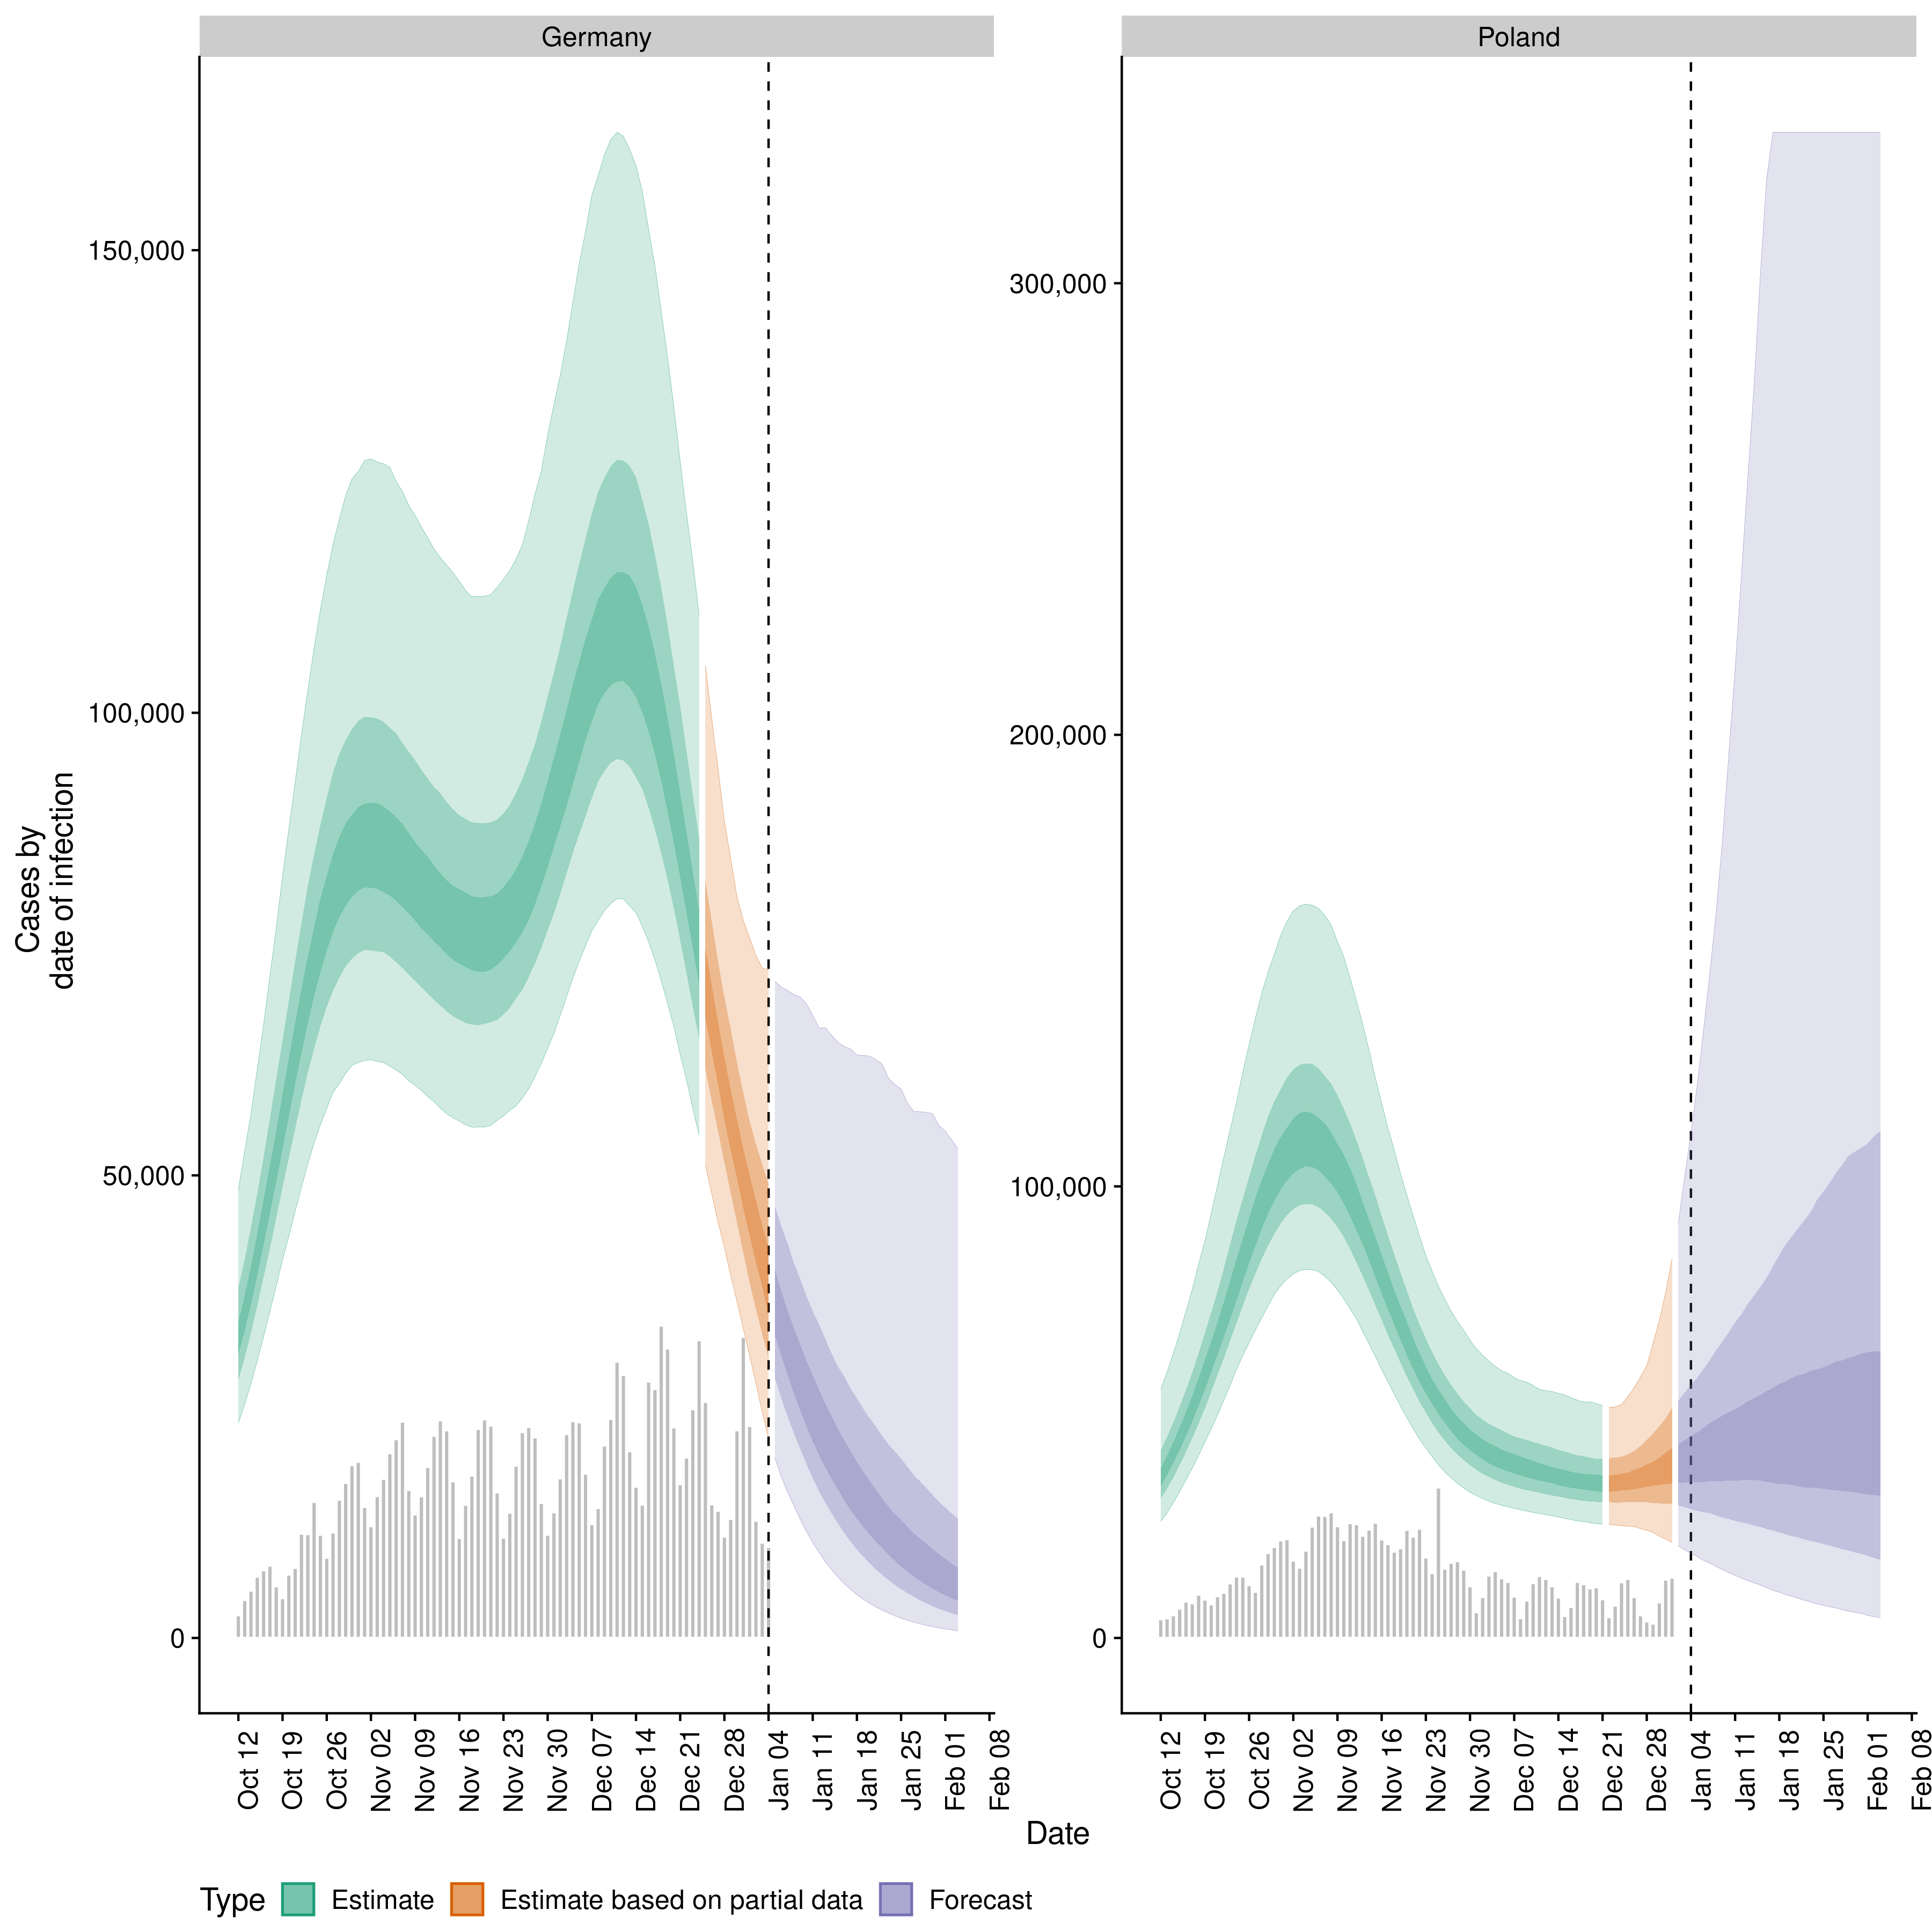 Germany
Poland
150,000
100,000
50,000
0
300,000
200,000
100,000
0
Cases by
date of infection
Oct 12
Oct 19
Oct 26
Nov 02
Nov 09
Nov 16
Nov 23
Nov 30
Dec 07
Dec 14
Dec 21
Dec 28
Jan 04
Jan 11
Jan 18
Jan 25
Feb 01
Feb 08
Oct 12
Oct 19
Oct 26
Nov 02
Nov 09
Nov 16
Nov 23
Nov 30
Dec 07
Dec 14
Dec 21
Dec 28
Jan 04
Jan 11
Jan 18
Jan 25
Feb 01
Feb 08
Date
Type Estimate Estimate based on partial data Forecast